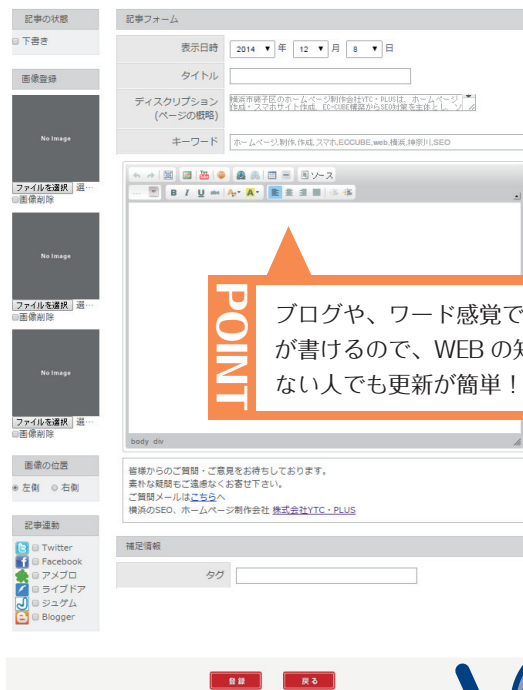 記事の状態
下書き
画像登録
No Image
ファイルを選択 選…
画像削除
No Image
ファイルを選択 選…
画像削除
No Image
ファイルを選択 選…
画像削除
画像の位置
左側 右側
記事連動
Twitter
Facebook
アメブロ
ライブドア
ジュゲム
Blogger
記事フォーム
表示日時 2014 年 12 月 8 日
タイトル
ディスクリプション
(ページの概略)
横浜市磯子区のホームページ制作会社YTC・PLUSは、ホームページ
作成・スマホサイト作成、EC-CUBE構築からSEO対策を主体とし、
キーワード ホームページ,制作,作成,スマホ,ECCUBE,web,横浜,神奈川,SEO
ソース
B I U
POINT
ブログや、ワード感覚で
が書けるので、WEB の知
ない人でも更新が簡単！
body div
皆様からのご質問・ご意見をお待ちしております。
素朴な疑問もご遠慮なくお寄せ下さい。
ご質問メールはこちらへ
横浜のSEO、ホームページ制作会社 株式会社YTC・PLUS
補足情報
タグ
登録 戻る